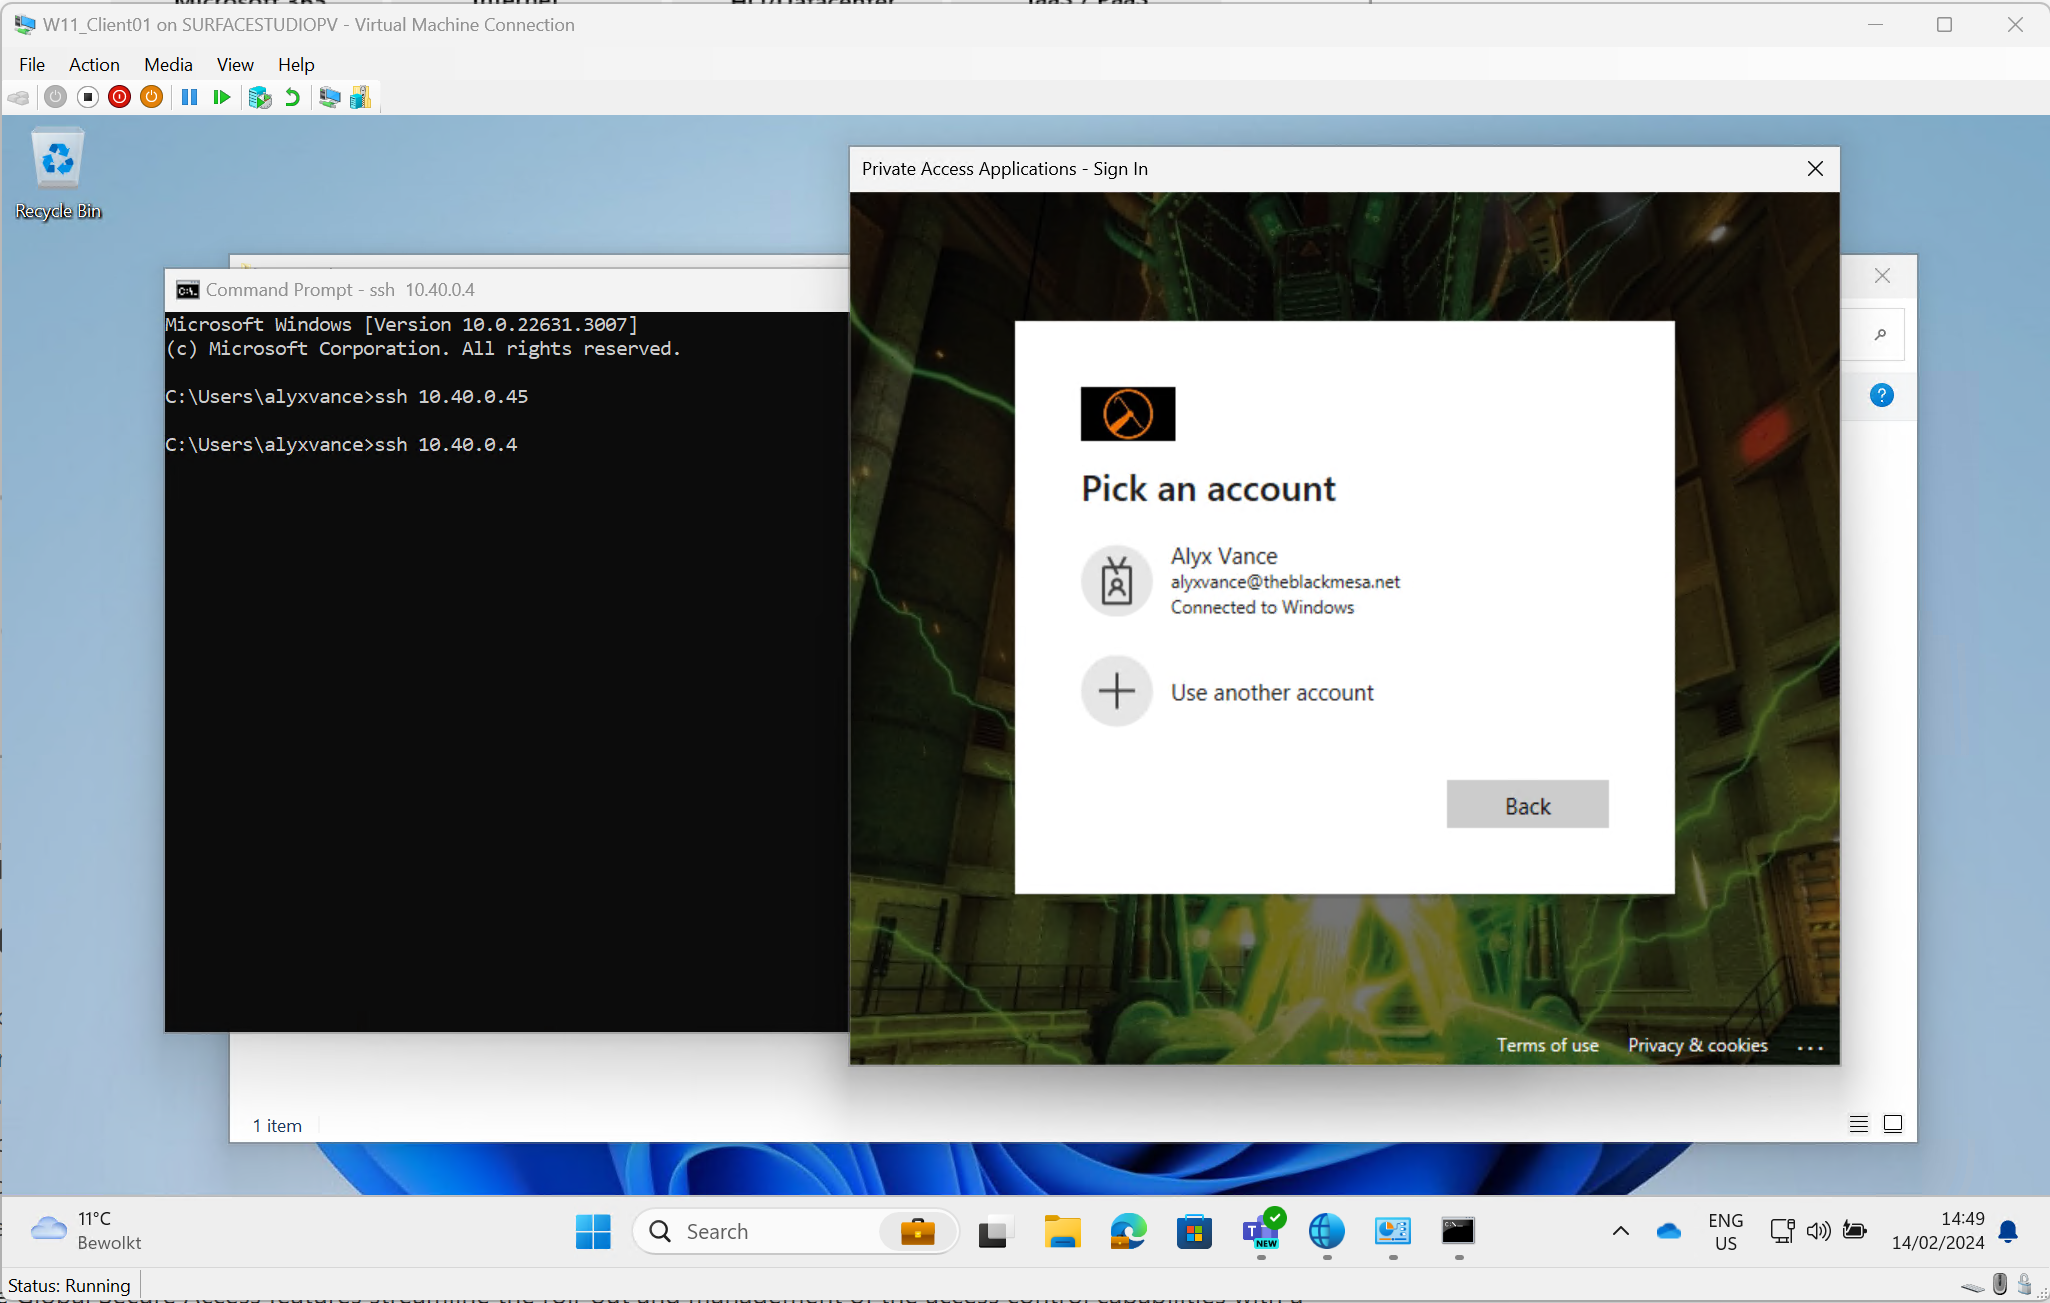 W11_Client01 on SURFACESTUDIOPV - Virtual Machine Connection
File Action Media View Help
Recycle Bin
Private Access Applications - Sign In
Command Prompt - ssh 10.40.0.4
Microsoft Windows [Version 10.0.22631.3007]
(c) Microsoft Corporation. All rights reserved.
C:\Users\alyxvance>ssh 10.40.0.45
C:\Users\alyxvance>ssh 10.40.0.4
Pick an account
Alyx Vance
alyxvance@theblackmesa.net
Connected to Windows
Use another account
Back
Terms of use Privacy & cookies ...
1 item
11°C
Bewolkt
Search
NEW
ENG
US
14:49
14/02/2024
Status: Running